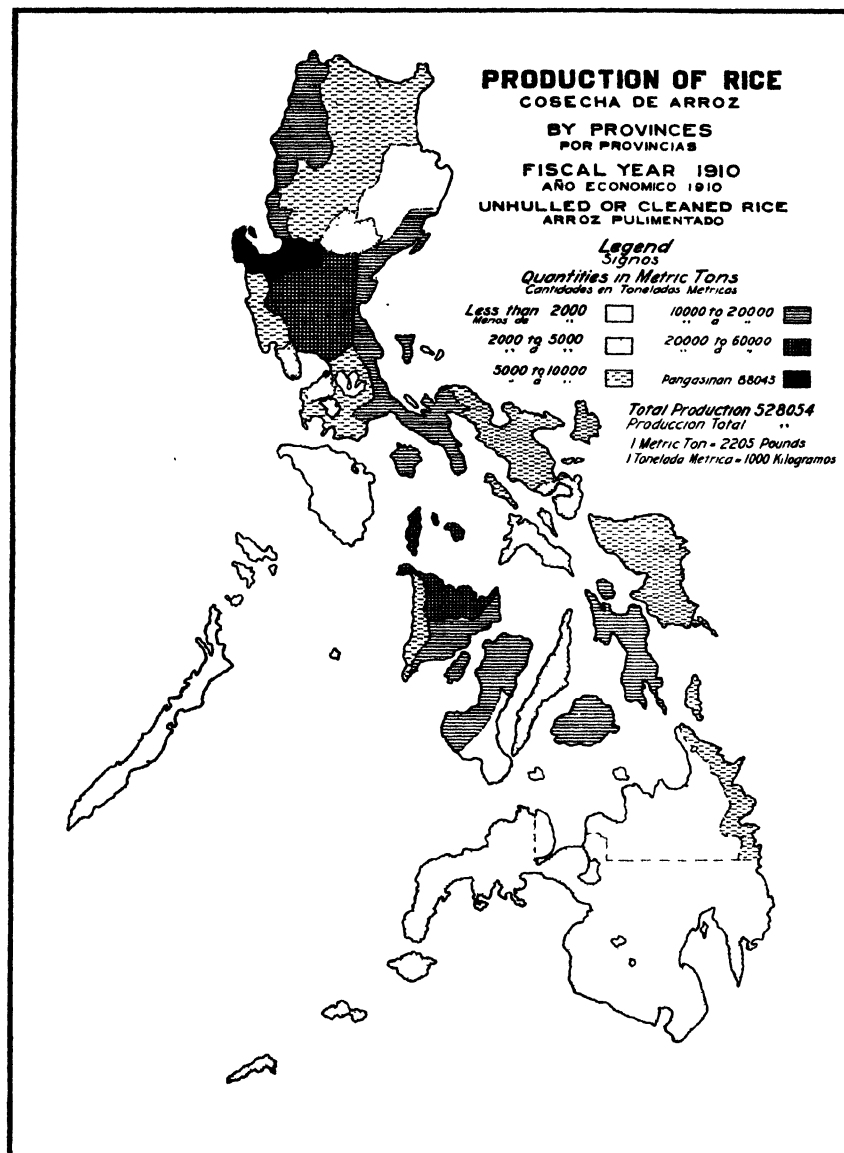 PRODUCTION OF RICE
COSECHA DE ARROZ
BY PROVINCES
POR PROVINCIAS
FISCAL YEAR 1910
AÑO ECONOMICO 1910
UNHULLED OR CLEANED RICE
ARROZ PULIMENTADO
Legend
Signos
Quantities in Metric Tons
Cantidades en Toneladas Metricas
Less than 2000
Menos de "
2000 to 5000
" a "
5000 to 10000
" a "
10000 to 20000
" a "
20000 to 60000
" a "
Pangasinan 88045
Total Production 528054
Produccion Total "
1 Metric Ton = 2205 Pounds
1 Tonelada Metrica = 1000 Kilogramos